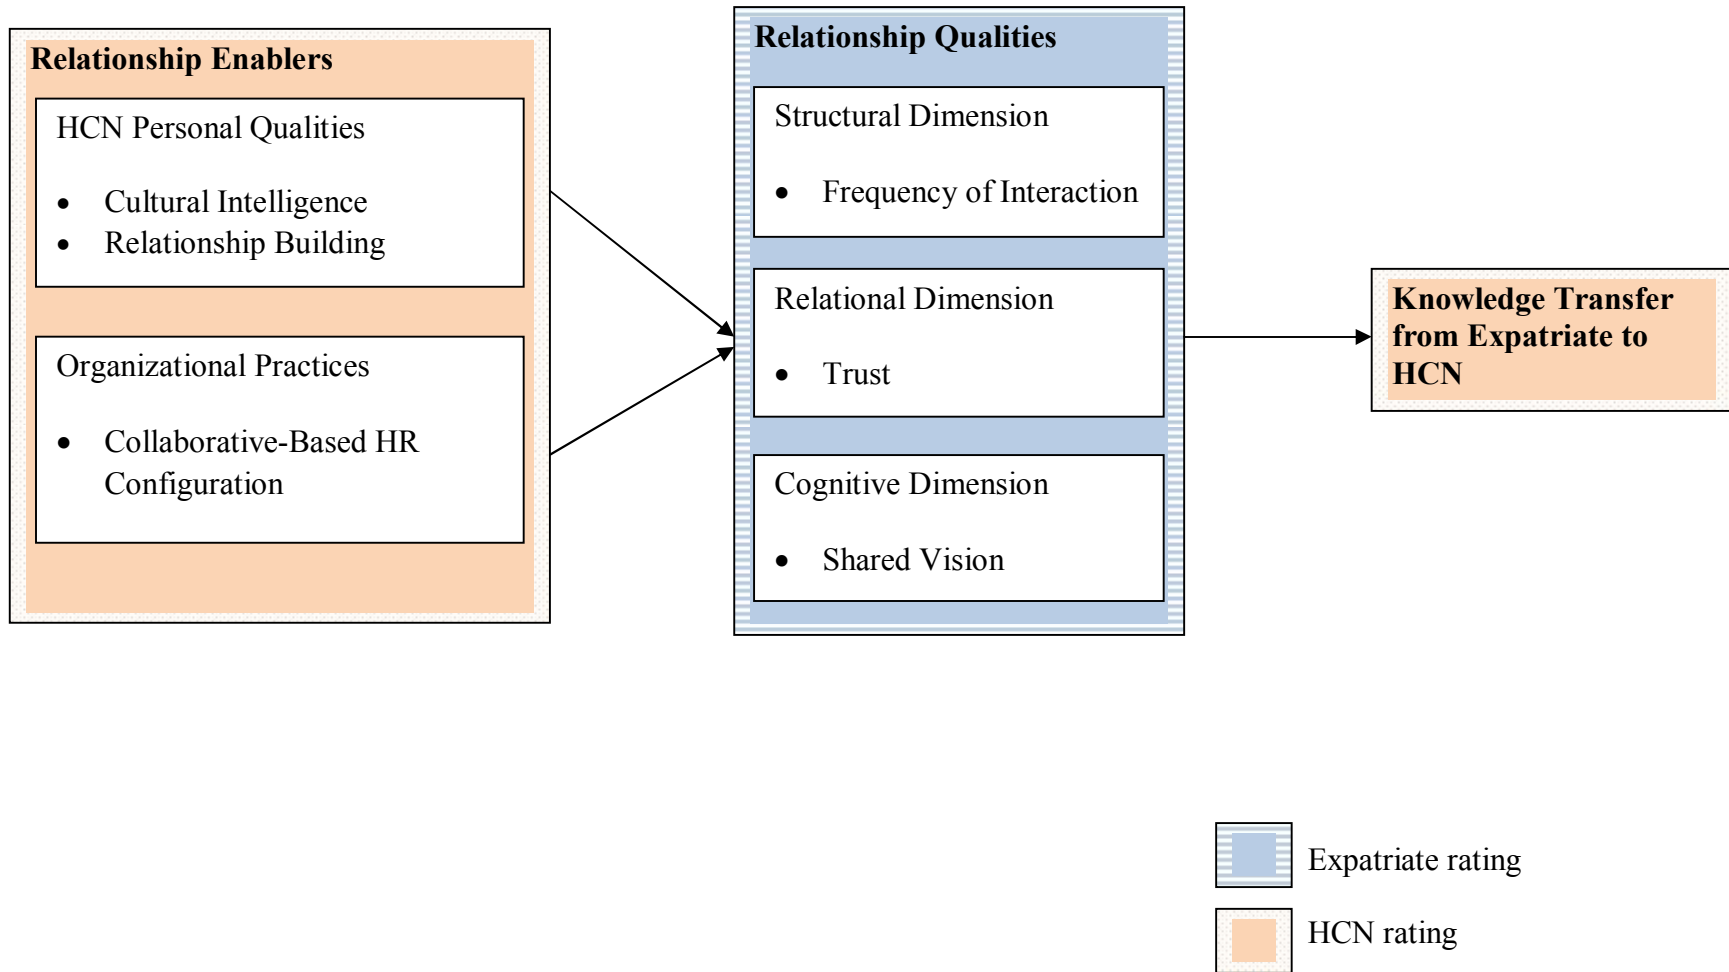 Relationship Enablers
HCN Personal Qualities
• Cultural Intelligence
• Relationship Building
Organizational Practices
• Collaborative-Based HR
Configuration
Relationship Qualities
Structural Dimension
• Frequency of Interaction
Relational Dimension
• Trust
Cognitive Dimension
• Shared Vision
Knowledge Transfer
from Expatriate to
HCN
Expatriate rating
HCN rating